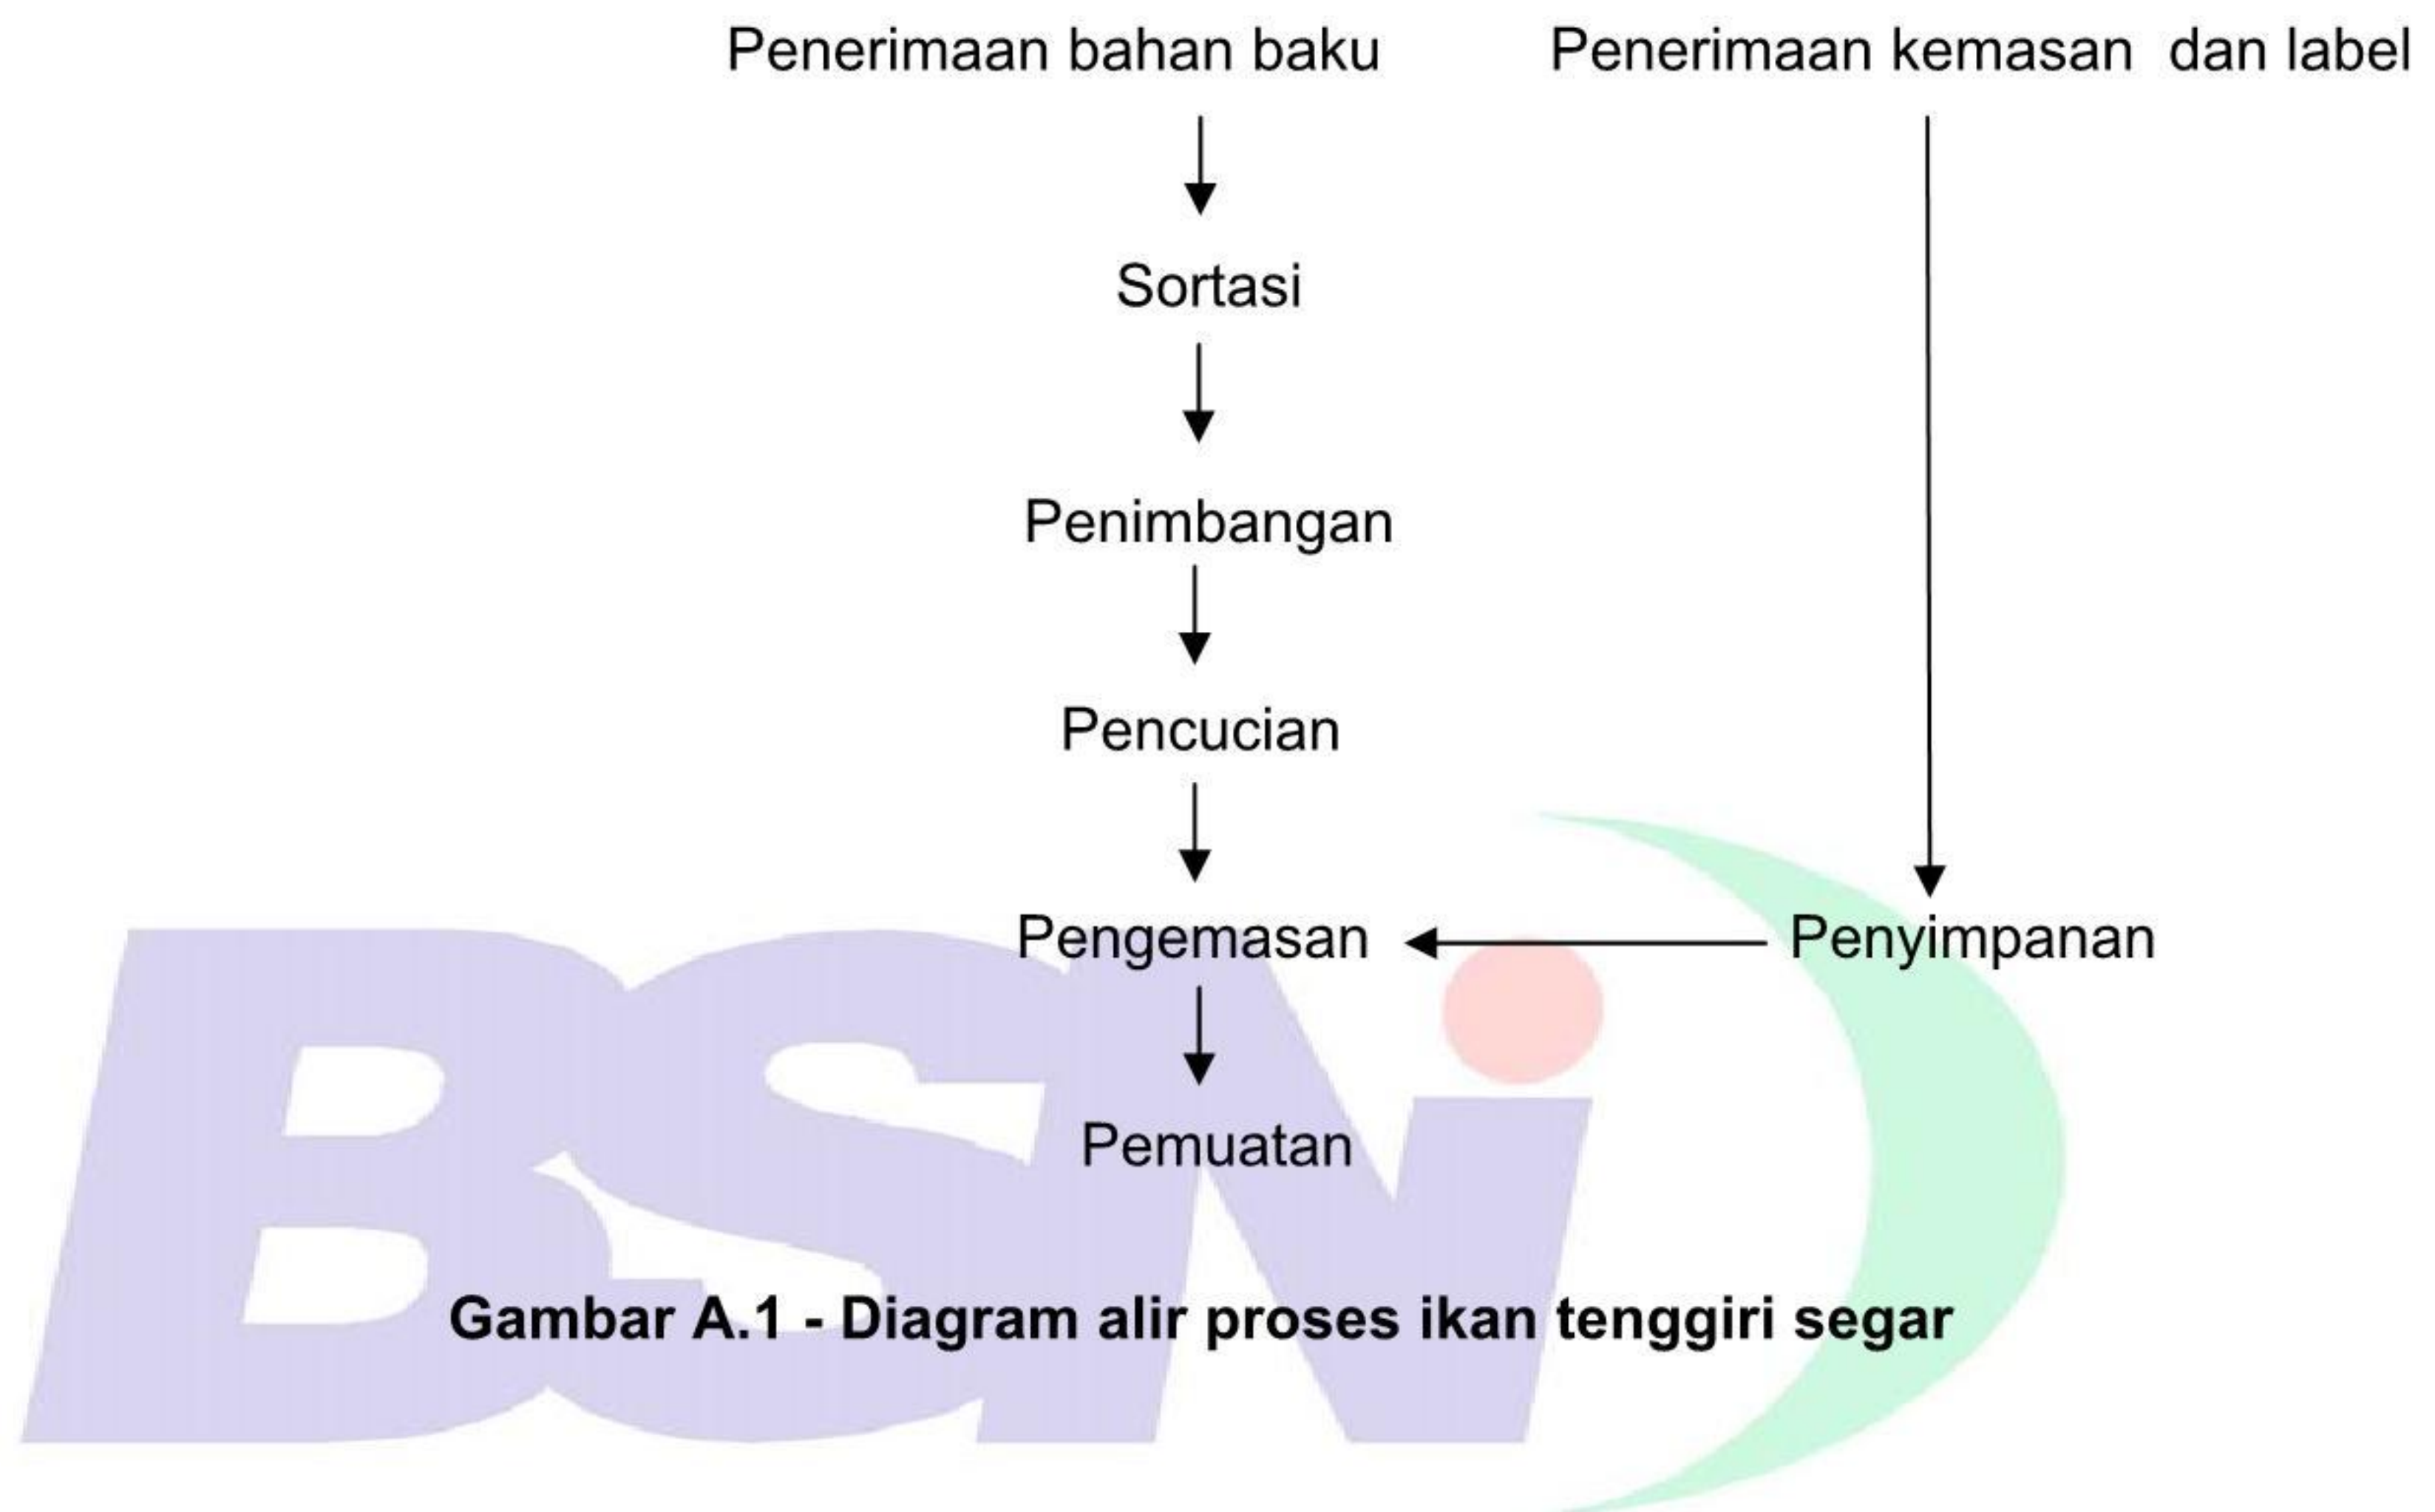 Penerimaan bahan baku
Penerimaan kemasan dan label
Sortasi
Penimbangan
Pencucian
Pengemasan
Penyimpanan
Pemuatan
BSNi
Gambar A.1 - Diagram alir proses ikan tenggiri segar